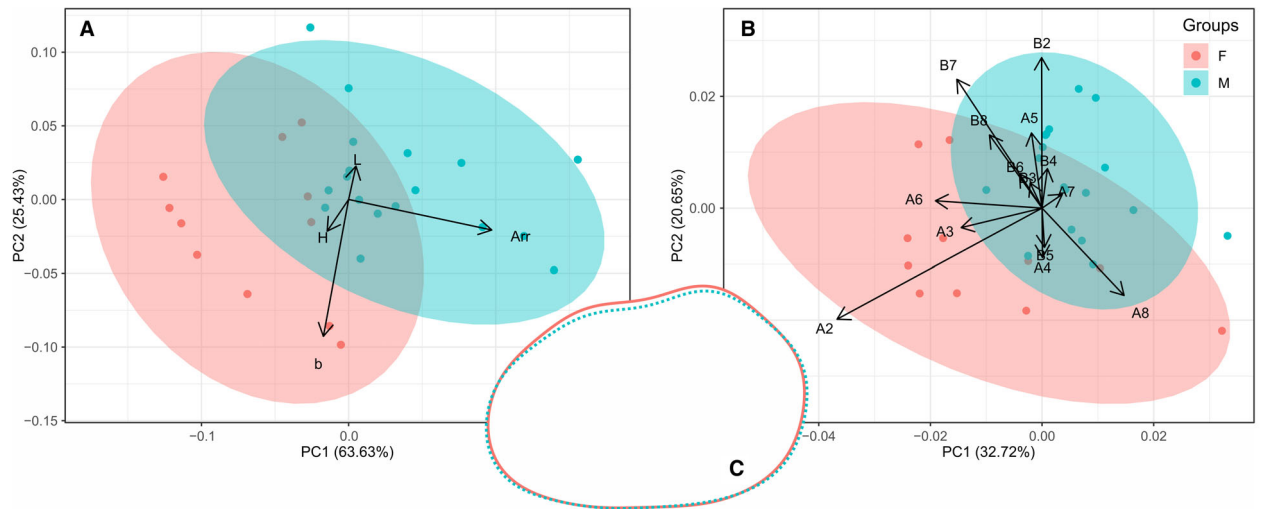 A
0.10
0.05
0.00
−0.05
−0.10
−0.15
PC2 (25.43%)
L
H
Arr
b
−0.1
0.0
PC1 (63.63%)
B
Groups
F
M
0.02
0.00
PC2 (20.65%)
B2
B7
A5
B8
B4
B6
B3
A7
A6
A3
B5
A4
A2
A8
−0.04
−0.02
0.00
0.02
PC1 (32.72%)
C